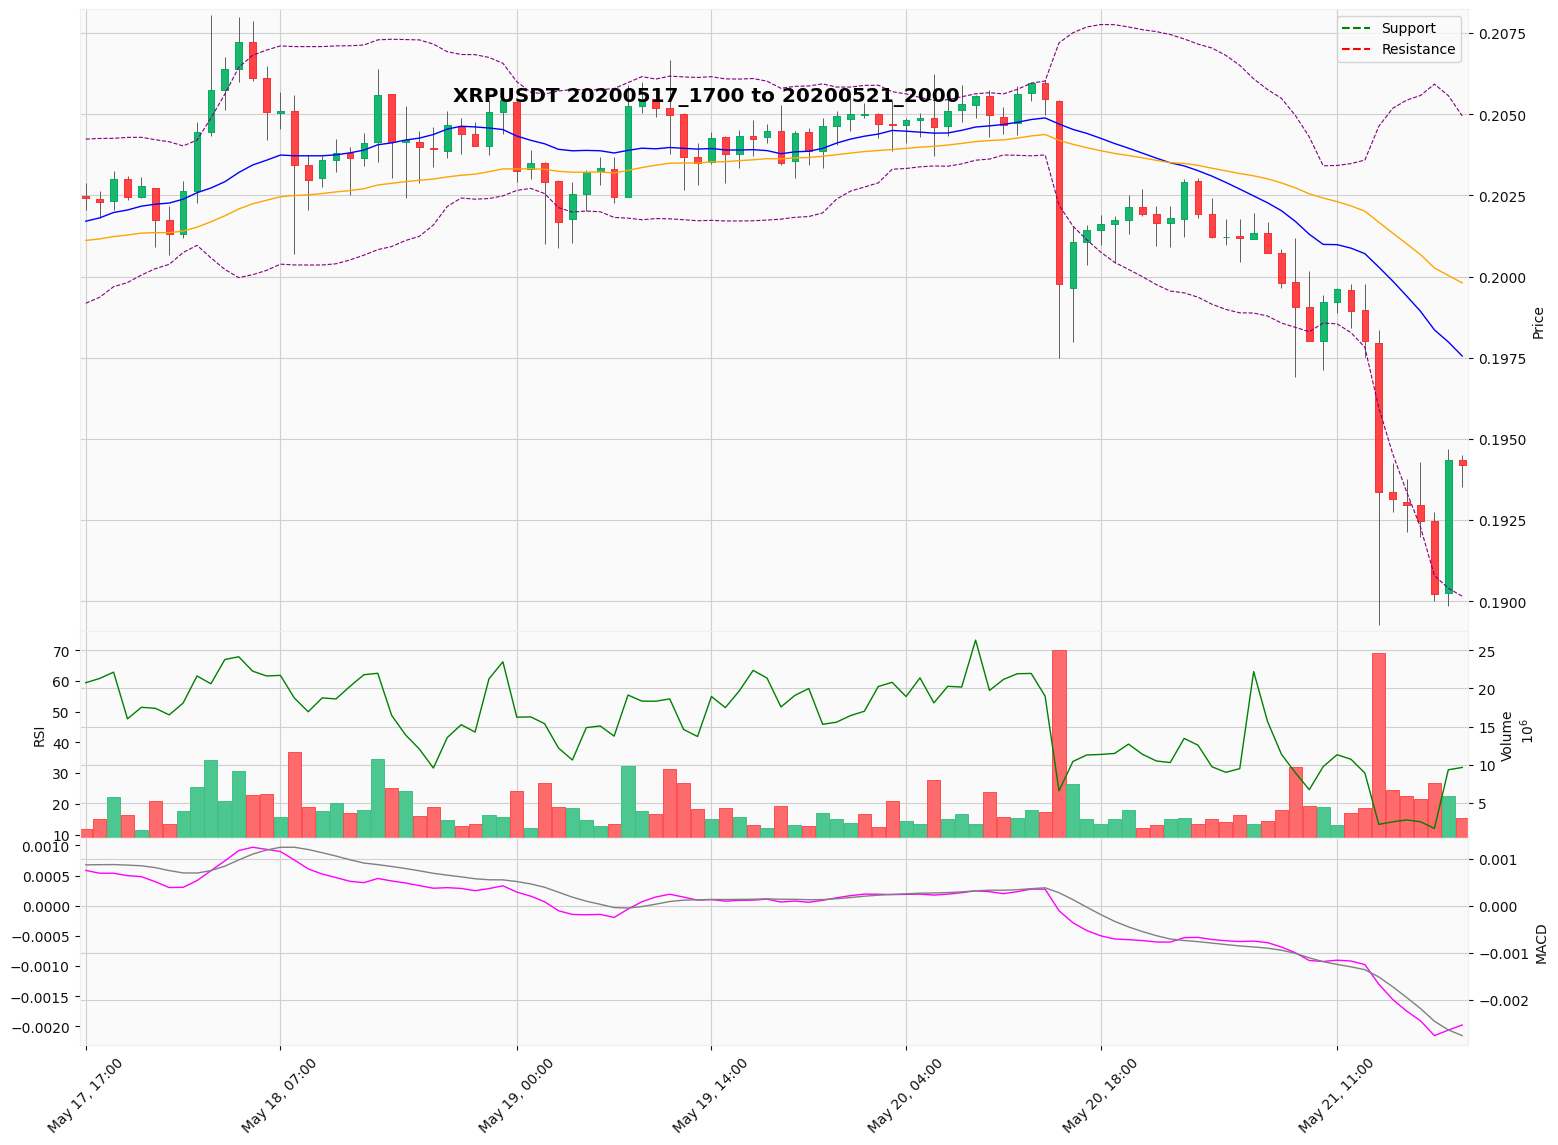 XRPUSDT 20200517_1700 to 20200521_2000
Support
Resistance
0.2075
0.2050
0.2025
0.2000
0.1975
0.1950
0.1925
0.1900
Price
70
60
50
40
30
20
10
RSI
25
20
15
10
5
Volume
10^6
0.0010
0.0005
0.0000
−0.0005
−0.0010
−0.0015
−0.0020
0.001
0.000
−0.001
−0.002
MACD
May 17, 17:00
May 18, 07:00
May 19, 00:00
May 19, 14:00
May 20, 04:00
May 20, 18:00
May 21, 11:00